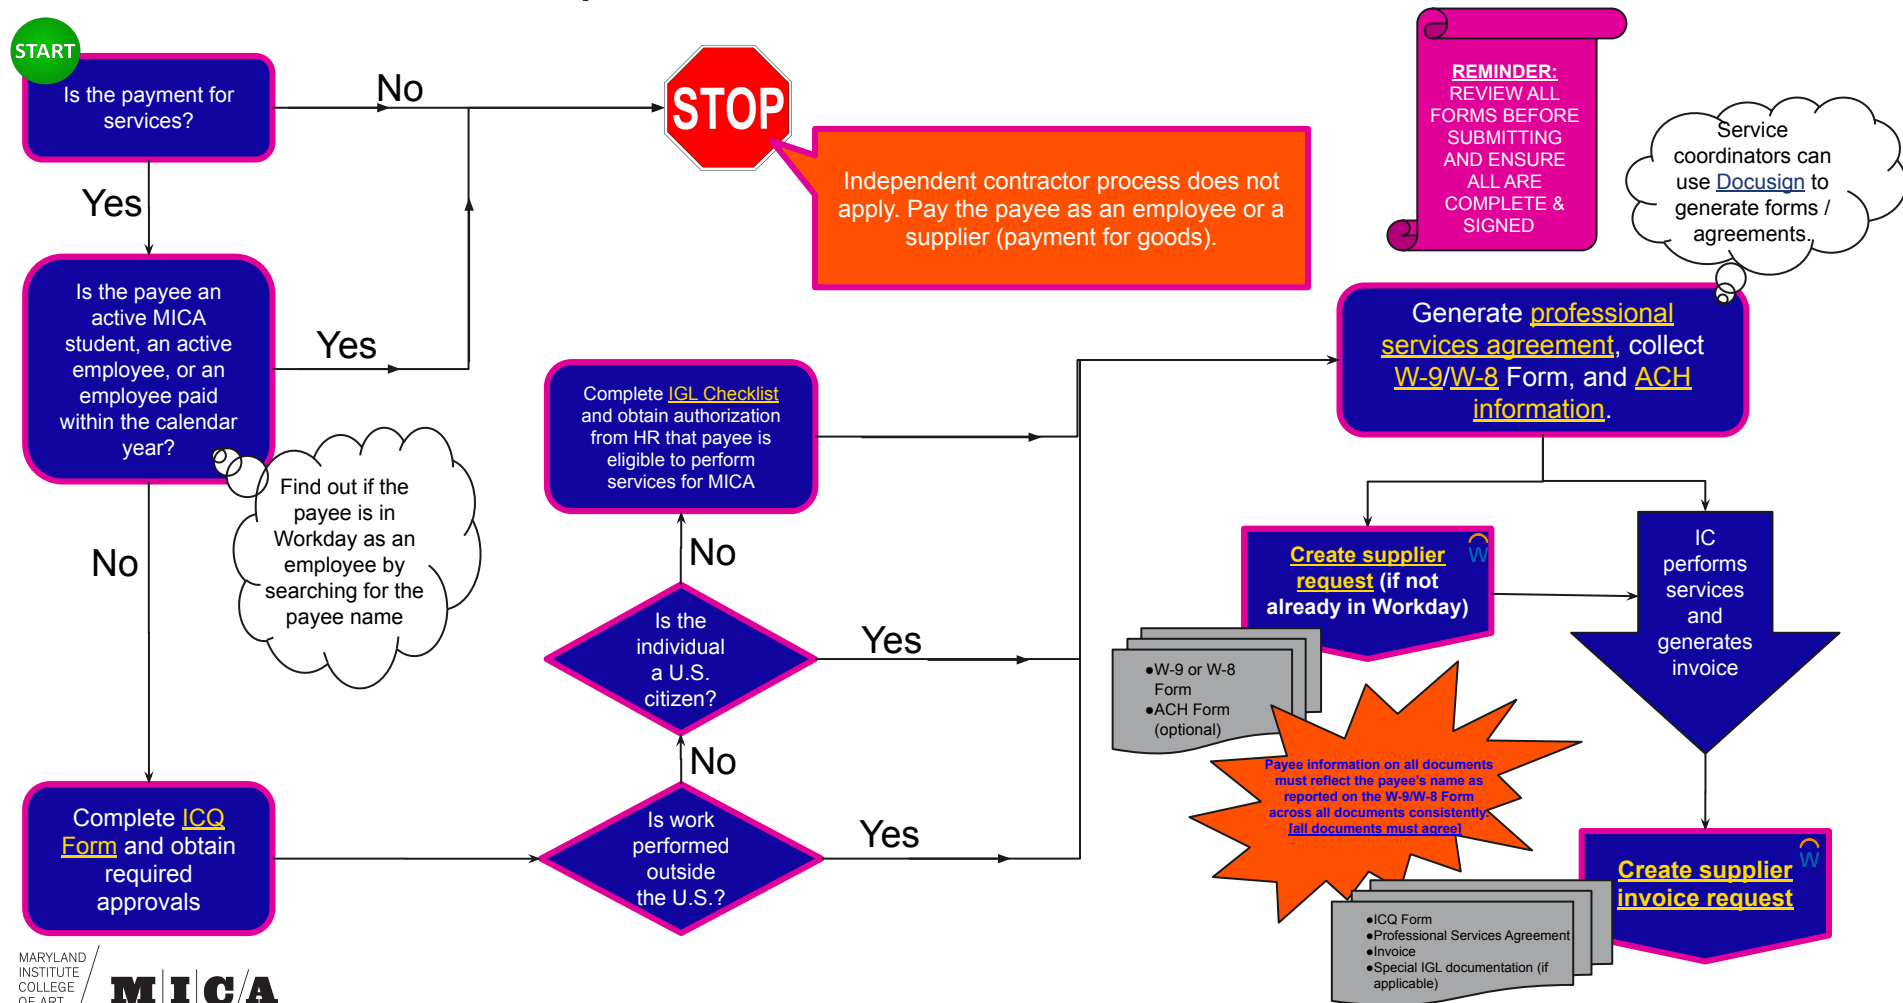 START
Is the payment for
services?
No
STOP
Independent contractor process does not
apply. Pay the payee as an employee or a
supplier (payment for goods).
REMINDER:
REVIEW ALL
FORMS BEFORE
SUBMITTING
AND ENSURE
ALL ARE
COMPLETE &
SIGNED
Service
coordinators can
use Docusign to
generate forms /
agreements.
Yes
Is the payee an
active MICA
student, an active
employee, or an
employee paid
within the calendar
year?
Yes
Find out if the
payee is in
Workday as an
employee by
searching for the
payee name
No
Complete ICQ
Form and obtain
required
approvals
Is work
performed
outside
the U.S.?
Yes
No
Is the
individual
a U.S.
citizen?
Yes
No
Complete IGL Checklist
and obtain authorization
from HR that payee is
eligible to perform
services for MICA
Generate professional
services agreement, collect
W-9/W-8 Form, and ACH
information.
Create supplier
request (if not
already in Workday)
W
●W-9 or W-8
Form
●ACH Form
(optional)
IC
performs
services
and
generates
invoice
Payee information on all documents
must reflect the payee's name as
reported on the W-9/W-8 Form
across all documents consistently.
[all documents must agree]
Create supplier
invoice request
W
●ICQ Form
●Professional Services Agreement
●Invoice
●Special IGL documentation (if
applicable)
MARYLAND
INSTITUTE
COLLEGE
OF ART
MICA